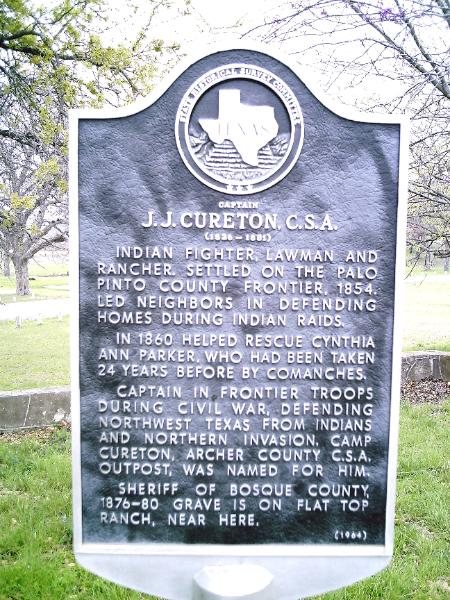 STATE HISTORICAL SURVEY COMMITTEE
TEXAS
CAPTAIN
J. J. CURETON, C.S.A.
(1826 - 1881)
INDIAN FIGHTER, LAWMAN AND
RANCHER. SETTLED ON THE PALO
PINTO COUNTY FRONTIER, 1854.
LED NEIGHBORS IN DEFENDING
HOMES DURING INDIAN RAIDS.
IN 1860 HELPED RESCUE CYNTHIA
ANN PARKER, WHO HAD BEEN TAKEN
24 YEARS BEFORE BY COMANCHES.
CAPTAIN IN FRONTIER TROOPS
DURING CIVIL WAR, DEFENDING
NORTHWEST TEXAS FROM INDIANS
AND NORTHERN INVASION. CAMP
CURETON, ARCHER COUNTY C.S.A.
OUTPOST, WAS NAMED FOR HIM.
SHERIFF OF BOSQUE COUNTY,
1876-80 GRAVE IS ON FLAT TOP
RANCH, NEAR HERE.
(1964)